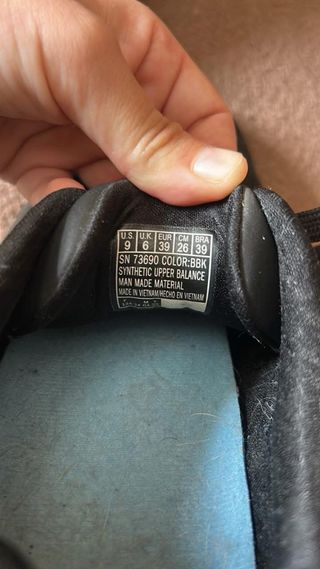 U.S. U.K. EUR CM BRA
9 6 39 26 39
SN 73690 COLOR:BBK
SYNTHETIC UPPER BALANCE
MAN MADE MATERIAL
MADE IN VIETNAM/HECHO EN VIETNAM